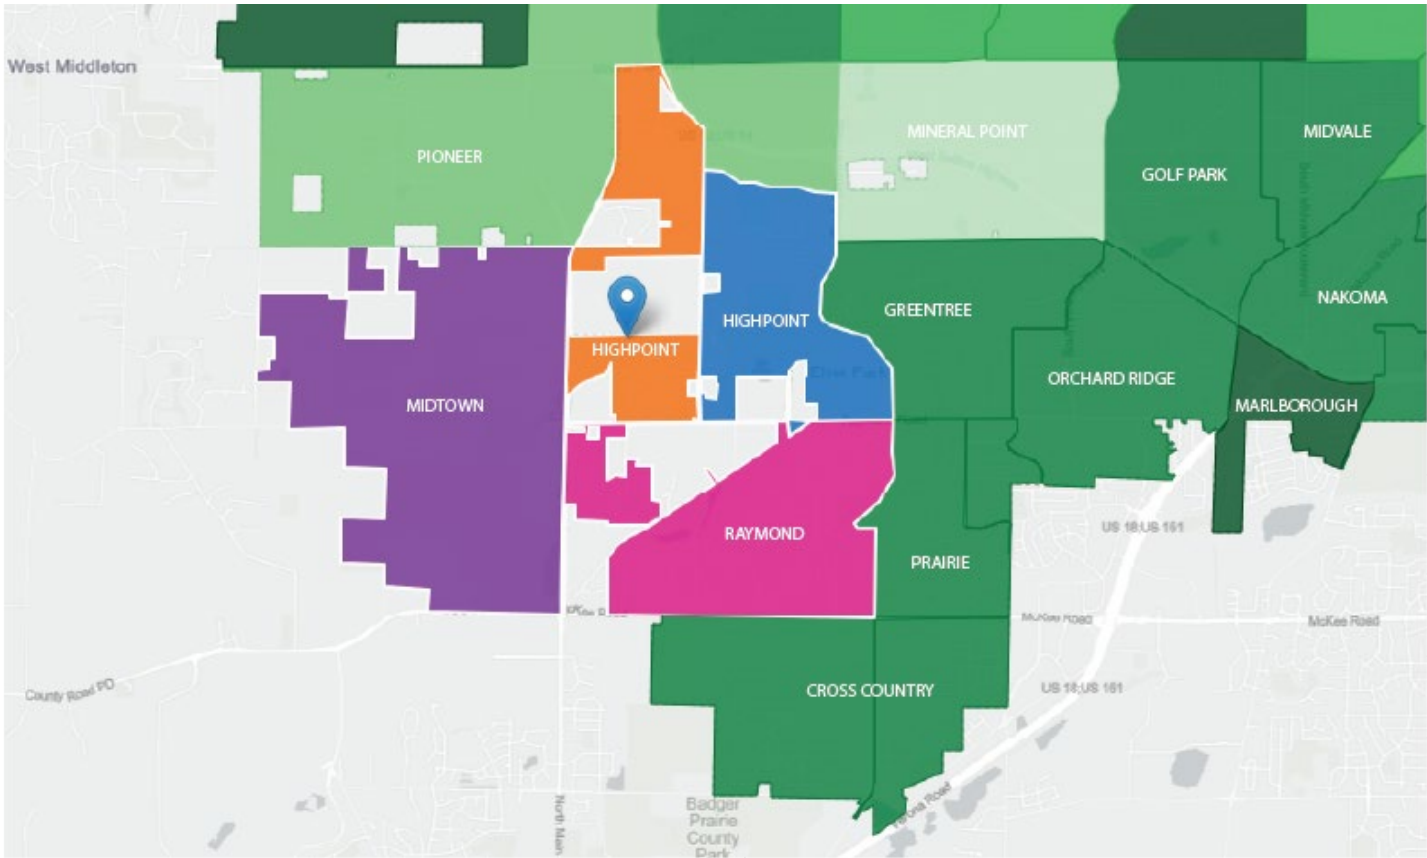 West Middleton
PIONEER
MINERAL POINT
MIDVALE
GOLF PARK
NAKOMA
GREENTREE
HIGHPOINT
HIGHPOINT
ORCHARD RIDGE
MIDTOWN
MARLBOROUGH
US 18;US 151
RAYMOND
PRAIRIE
McKee Road
McKee Road
CROSS COUNTRY
US 18;US 151
County Road PD
North Main
Badger
Prairie
County
Park